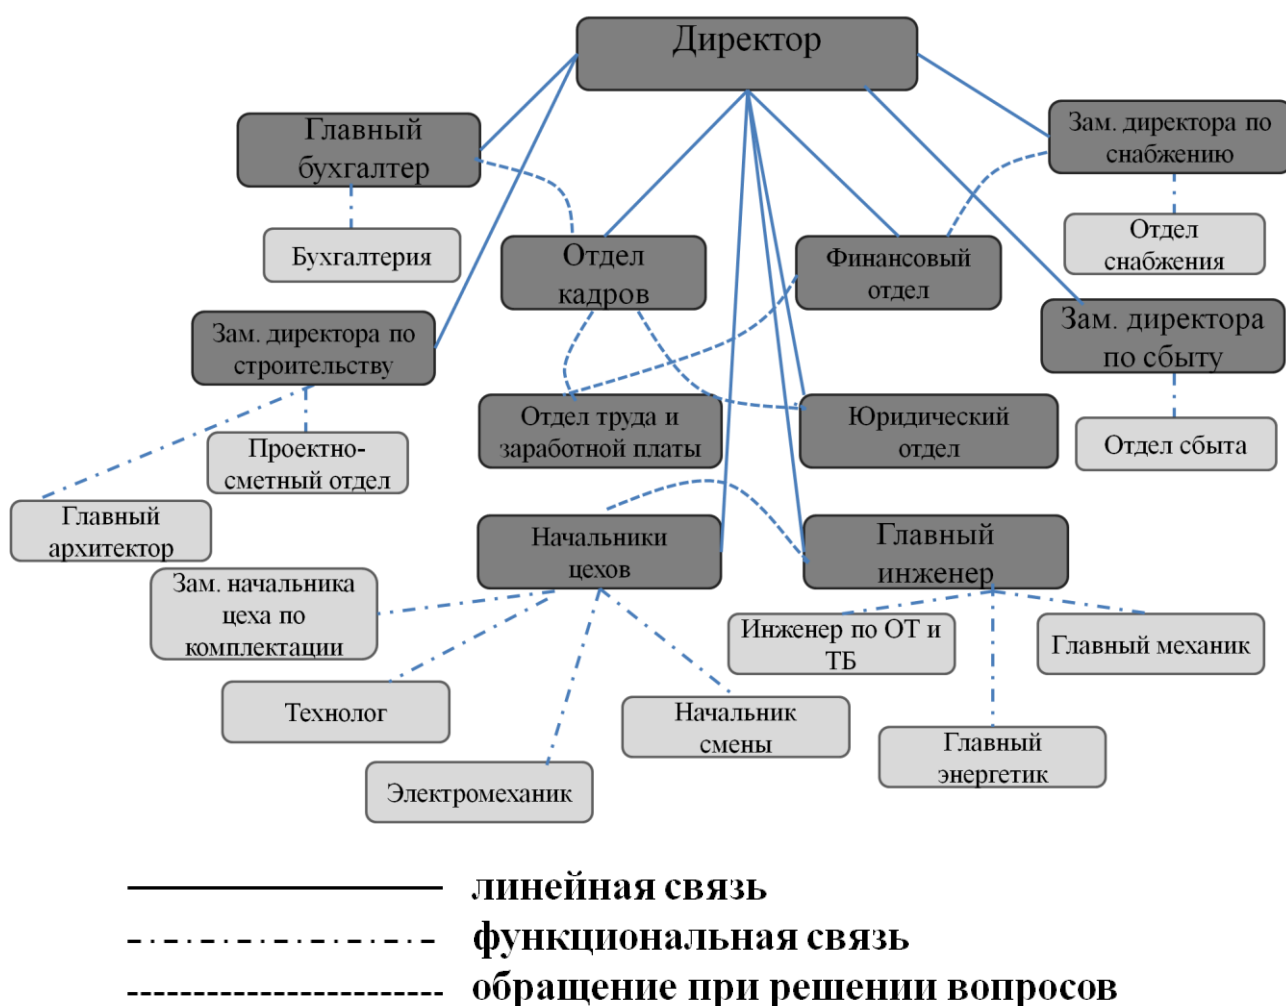 Директор
Главный
бухгалтер
Зам. директора по
снабжению
Бухгалтерия
Отдел
кадров
Финансовый
отдел
Отдел
снабжения
Зам. директора по
строительству
Зам. директора
по сбыту
Отдел труда и
заработной платы
Юридический
отдел
Проектно-
сметный отдел
Отдел сбыта
Главный
архитектор
Начальники
цехов
Главный
инженер
Зам. начальника
цеха по
комплектации
Инженер по ОТ и
ТБ
Главный механик
Технолог
Начальник
смены
Главный
энергетик
Электромеханик
линейная связь
функциональная связь
обращение при решении вопросов